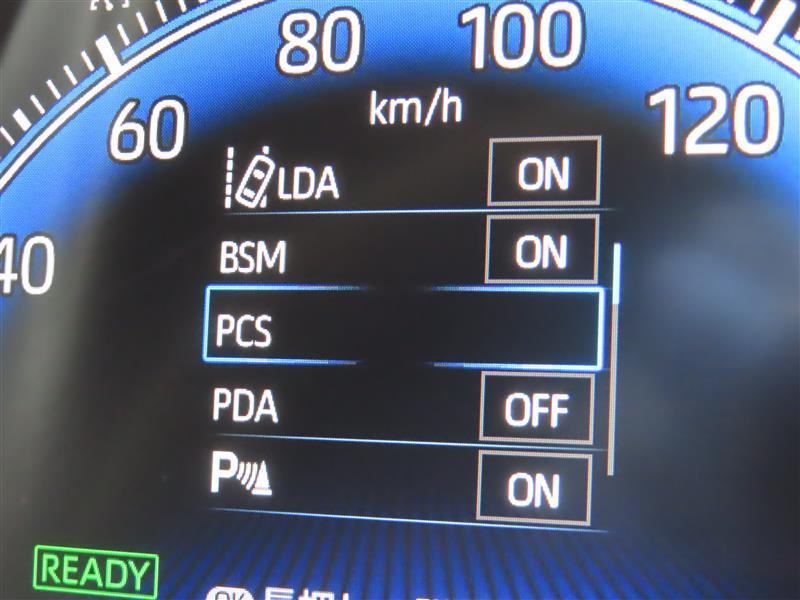 80
100
60
km/h
120
40
LDA ON
BSM ON
PCS
PDA OFF
P ON
READY